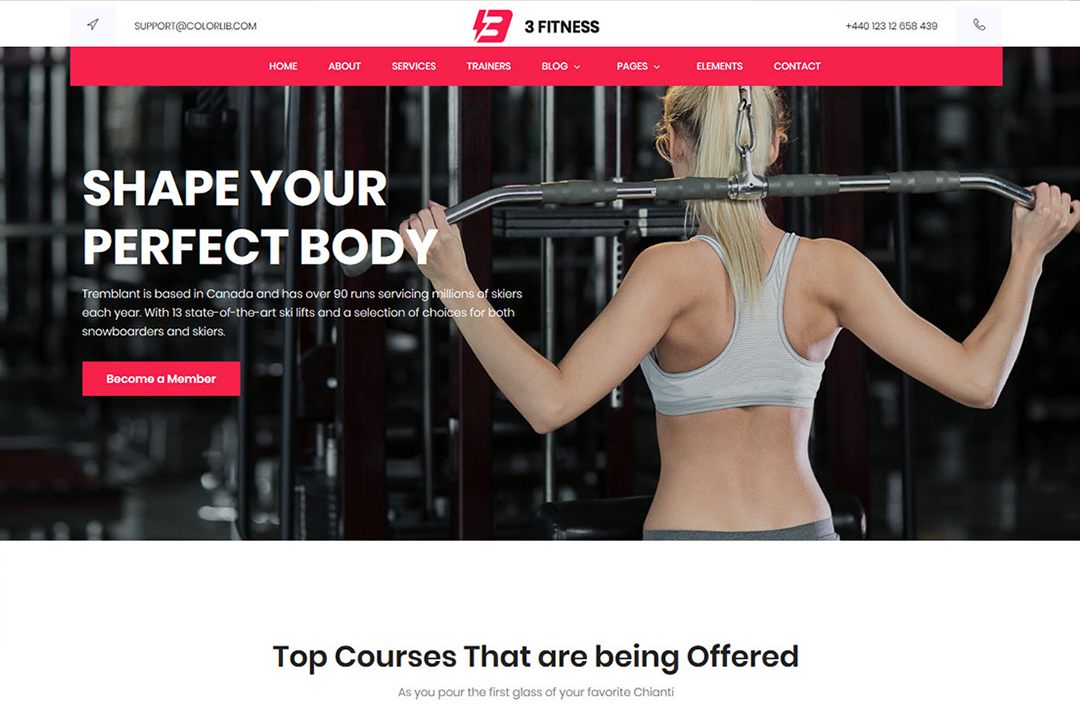 SUPPORT@COLORLIB.COM
3 FITNESS
+440 123 12 658 439
HOME ABOUT SERVICES TRAINERS BLOG PAGES ELEMENTS CONTACT
SHAPE YOUR
PERFECT BODY
Tremblant is based in Canada and has over 90 runs servicing millions of skiers
each year. With 13 state-of-the-art ski lifts and a selection of choices for both
snowboarders and skiers.
Become a Member
Top Courses That are being Offered
As you pour the first glass of your favorite Chianti